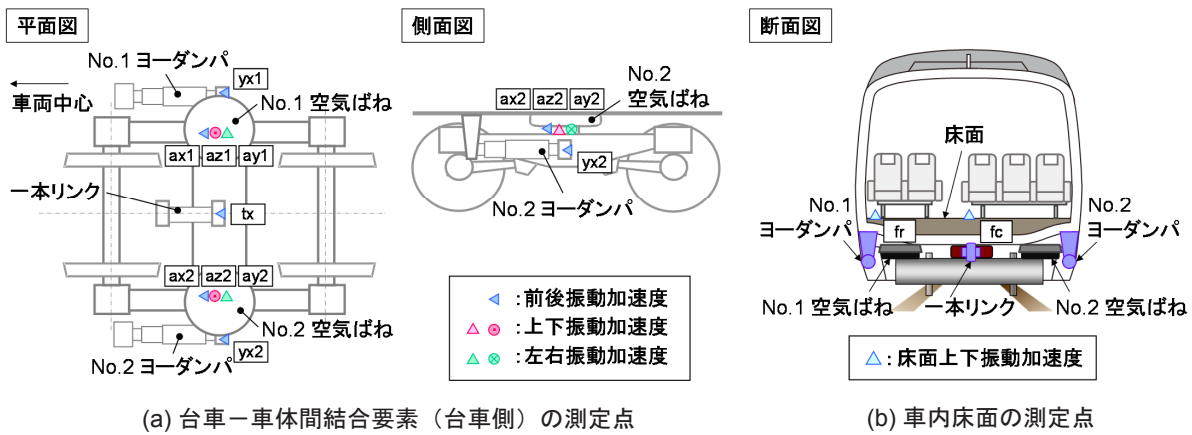 平面図
No.1 ヨーダンパ
yx1
車両中心
No.1 空気ばね
ax1 az1 ay1
一本リンク
tx
ax2 az2 ay2
No.2 空気ばね
yx2
No.2 ヨーダンパ
側面図
No.2
空気ばね
ax2 az2 ay2
yx2
No.2 ヨーダンパ
:前後振動加速度
:上下振動加速度
:左右振動加速度
断面図
床面
No.1
ヨーダンパ
fr
fc
No.2
ヨーダンパ
No.1 空気ばね
一本リンク
No.2 空気ばね
:床面上下振動加速度
(a) 台車－車体間結合要素（台車側）の測定点
(b) 車内床面の測定点